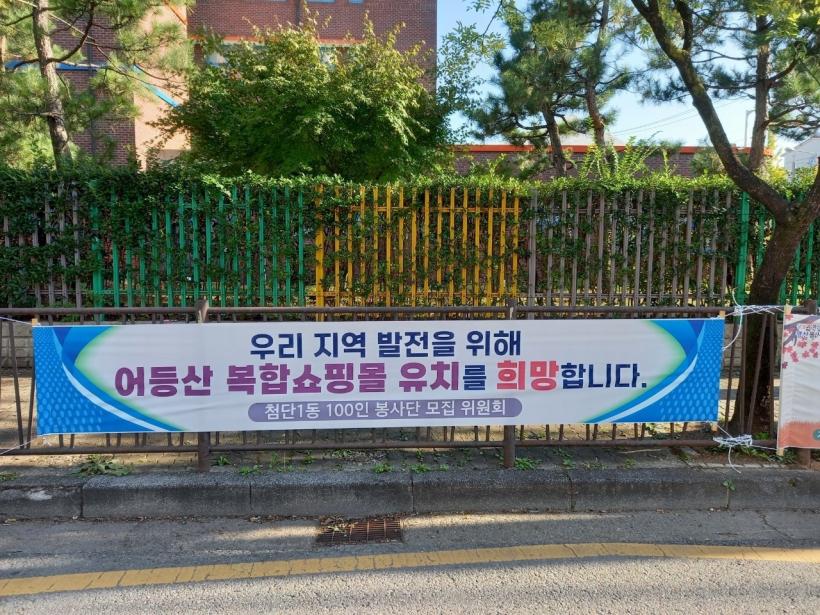 우리 지역 발전을 위해
어등산 복합쇼핑몰 유치를 희망합니다.
첨단1동 100인 봉사단 모집 위원회